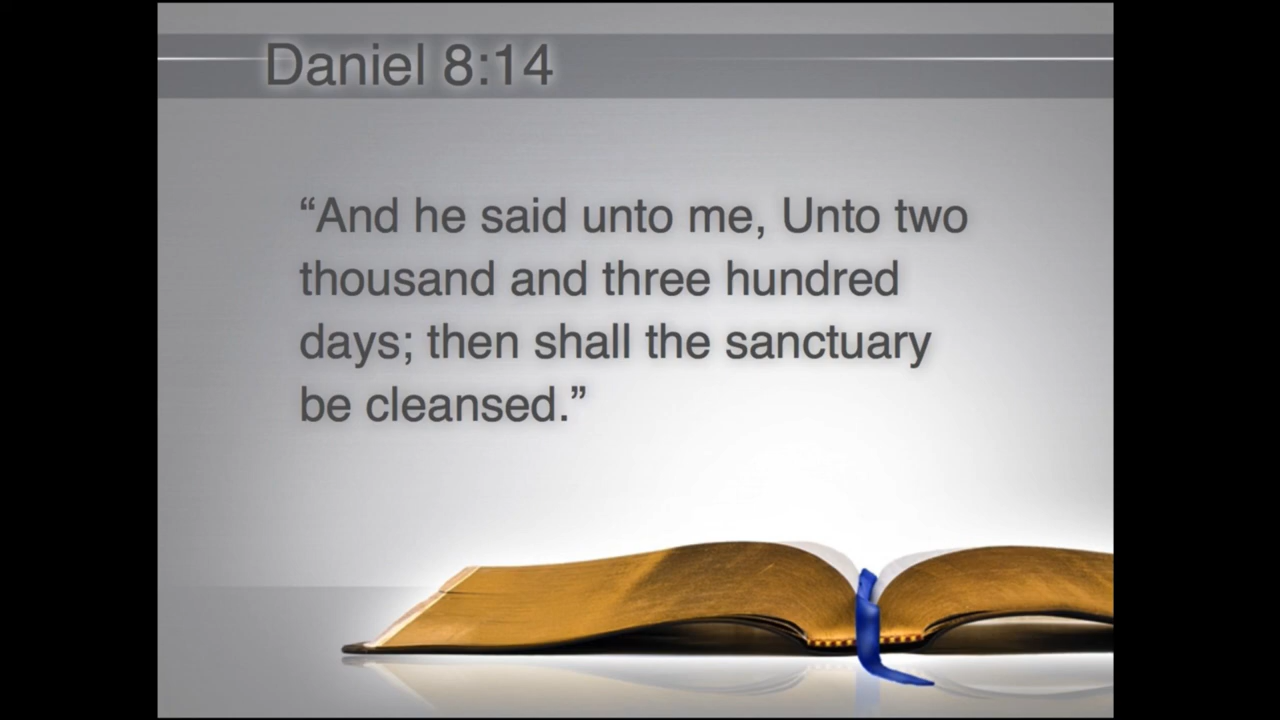 Daniel 8:14
“And he said unto me, Unto two
thousand and three hundred
days; then shall the sanctuary
be cleansed.”